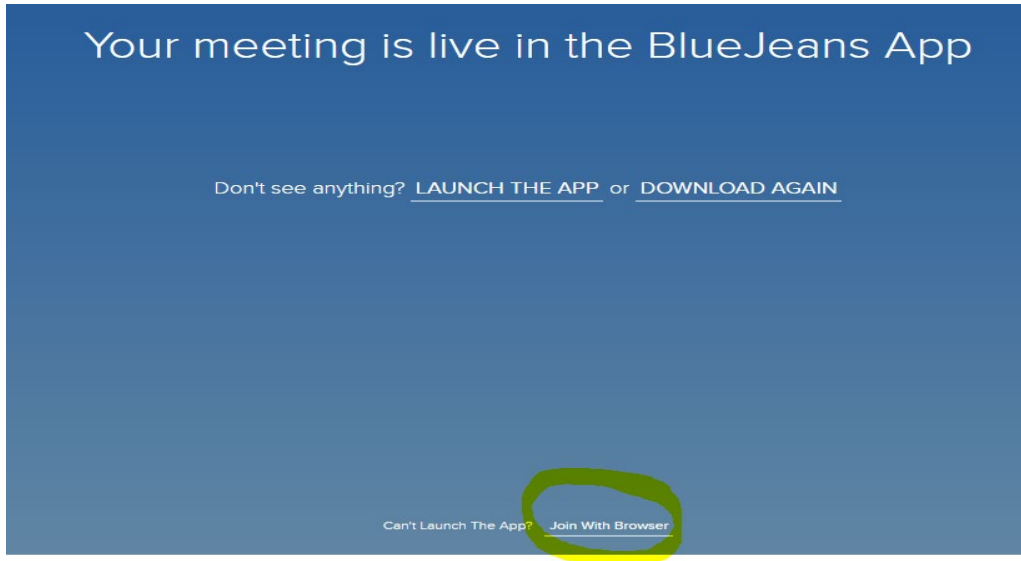 Your meeting is live in the BlueJeans App
Don't see anything? LAUNCH THE APP or DOWNLOAD AGAIN
Can't Launch The App? Join With Browser